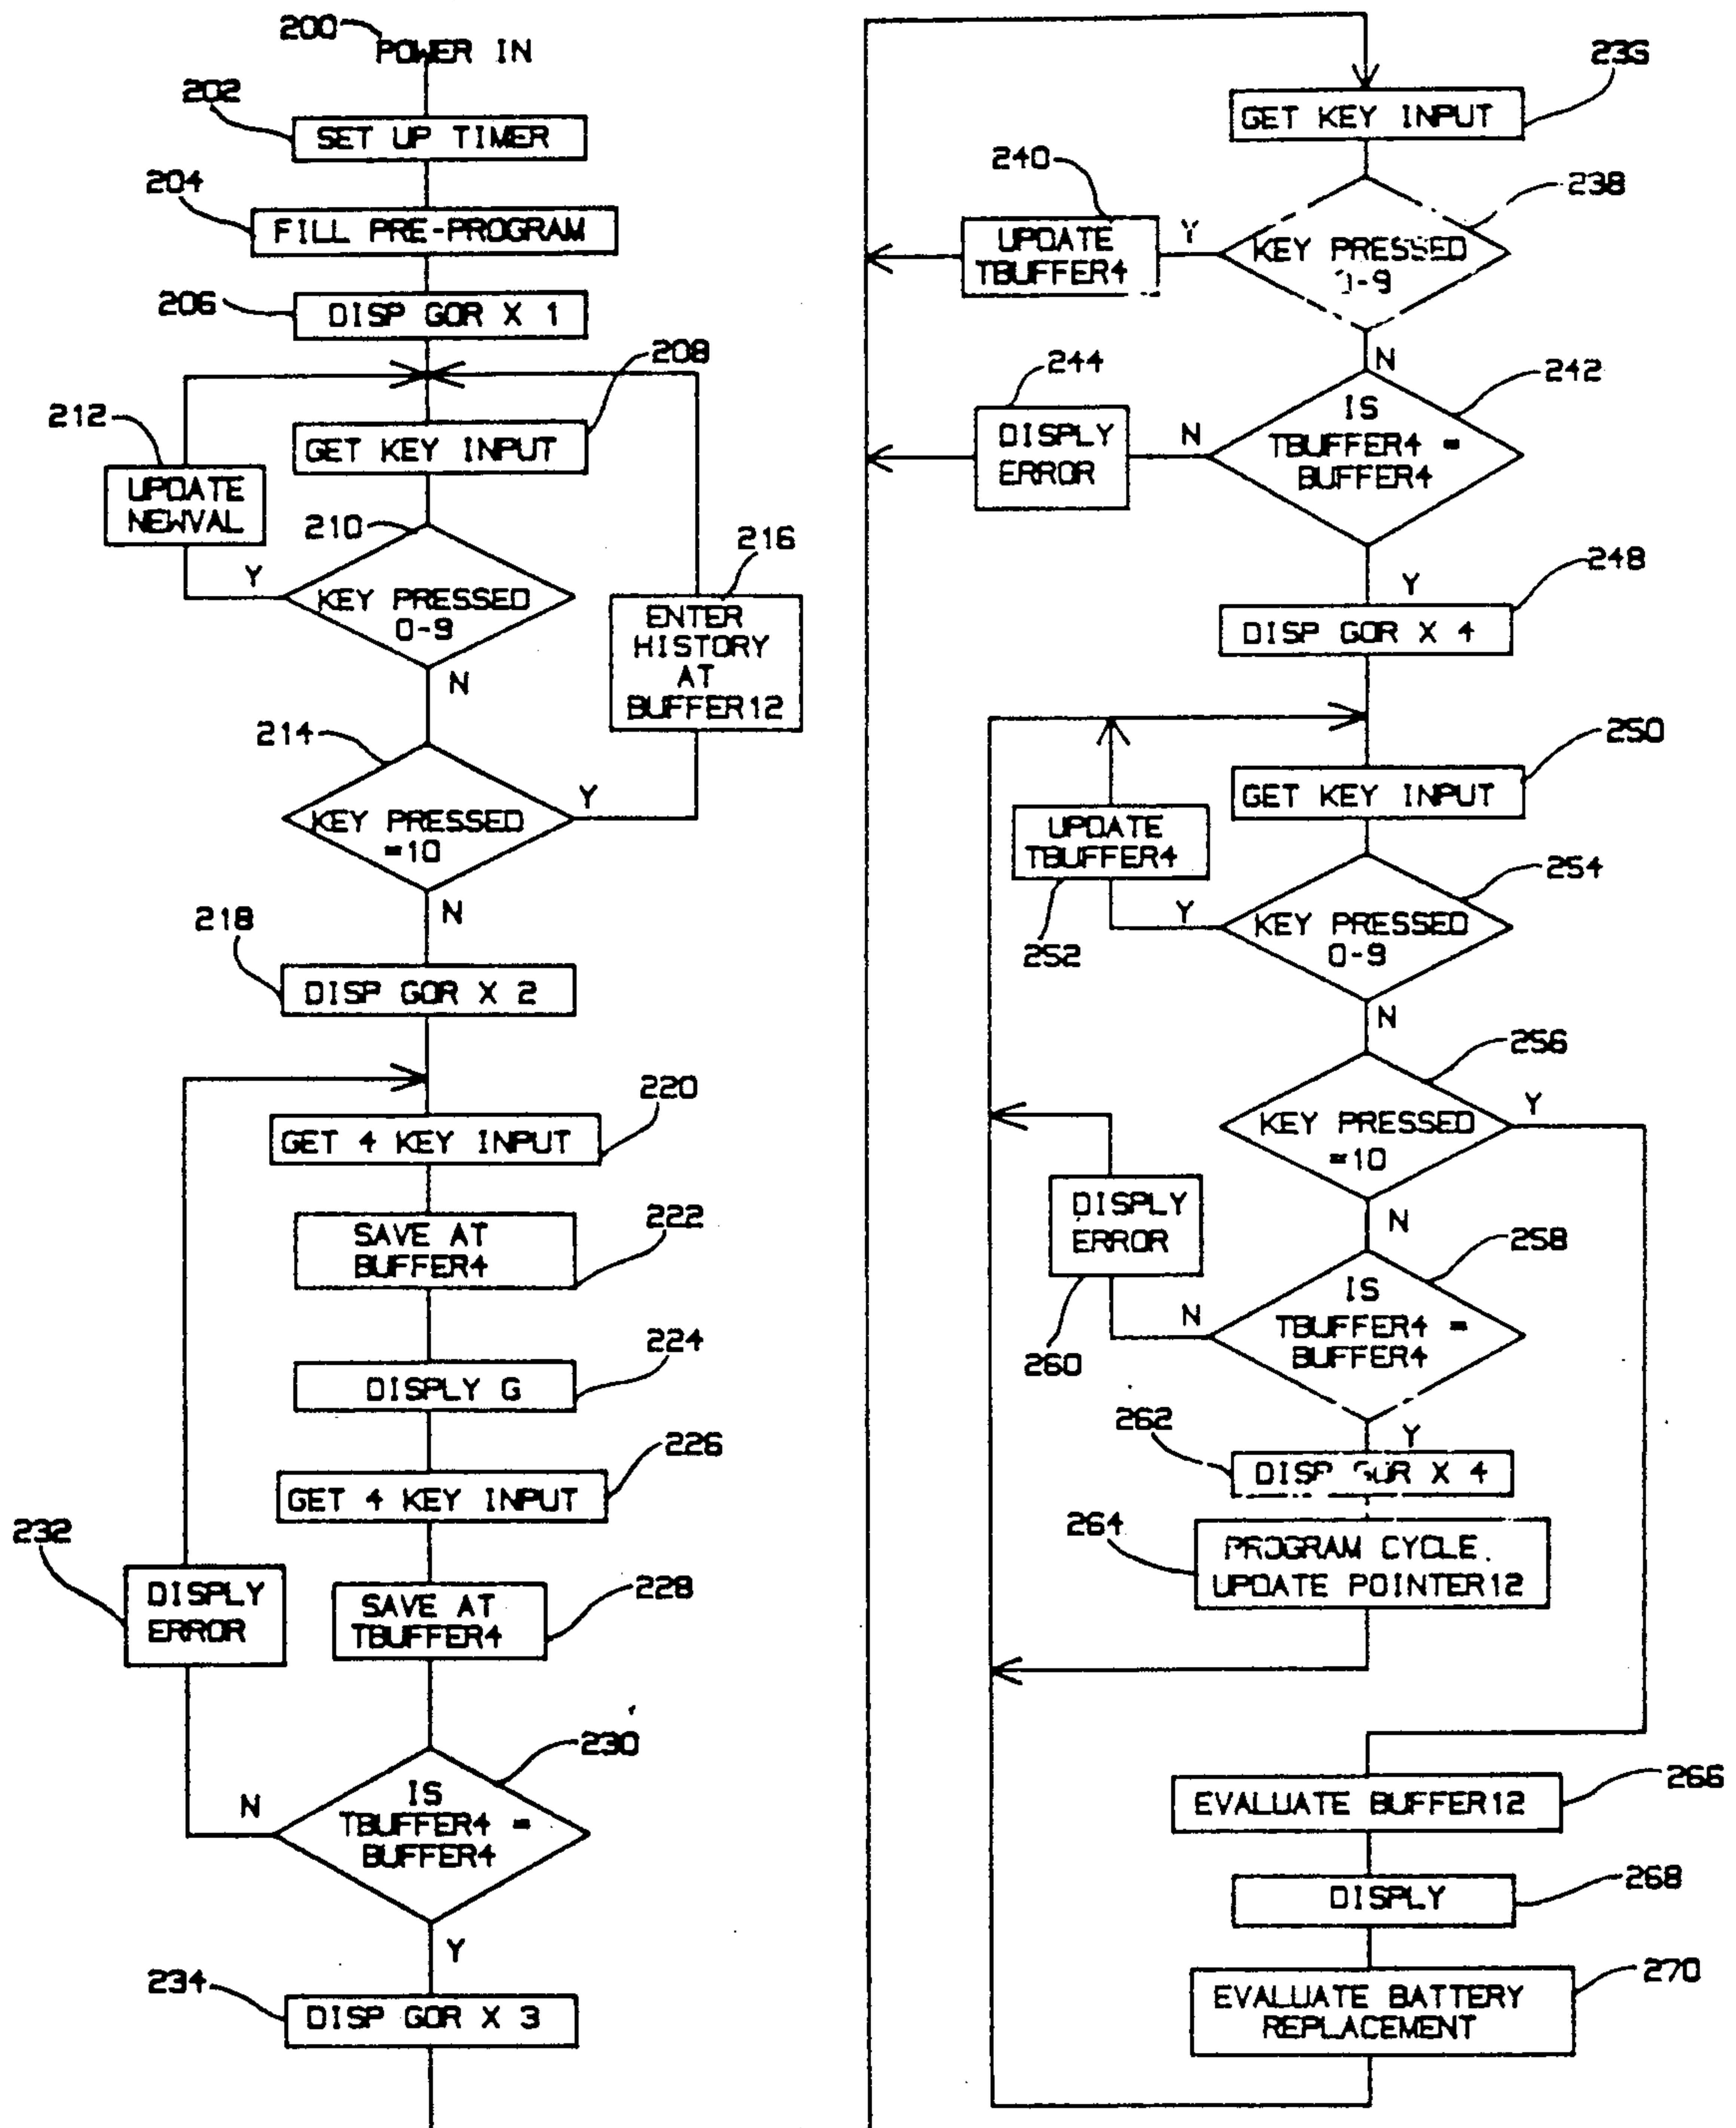 200
POWER IN
202
SET UP TIMER
204
FILL PRE-PROGRAM
206
DISP GOR X 1
208
212
GET KEY INPUT
UPDATE
NEWVAL
210
216
Y
KEY PRESSED
0-9
ENTER
HISTORY
AT
BUFFER12
N
214
Y
KEY PRESSED
=10
N
218
DISP GOR X 2
220
GET 4 KEY INPUT
222
SAVE AT
BUFFER4
224
DISPLY G
226
GET 4 KEY INPUT
232
228
DISPLY
ERROR
SAVE AT
TBUFFER4
230
N
IS
TBUFFER4 =
BUFFER4
Y
234
DISP GOR X 3
GET KEY INPUT
240
238
UPDATE
TBUFFER4
Y
KEY PRESSED
0-9
N
244
242
DISPLY
ERROR
N
IS
TBUFFER4 =
BUFFER4
Y
248
DISP GOR X 4
250
GET KEY INPUT
UPDATE
TBUFFER4
254
252
Y
KEY PRESSED
0-9
N
256
Y
KEY PRESSED
=10
DISPLY
ERROR
N
258
260
N
IS
TBUFFER4 =
BUFFER4
262
Y
DISP GOR X 4
264
PROGRAM CYCLE.
UPDATE POINTER12
266
EVALUATE BUFFER12
268
DISPLY
270
EVALUATE BATTERY
REPLACEMENT